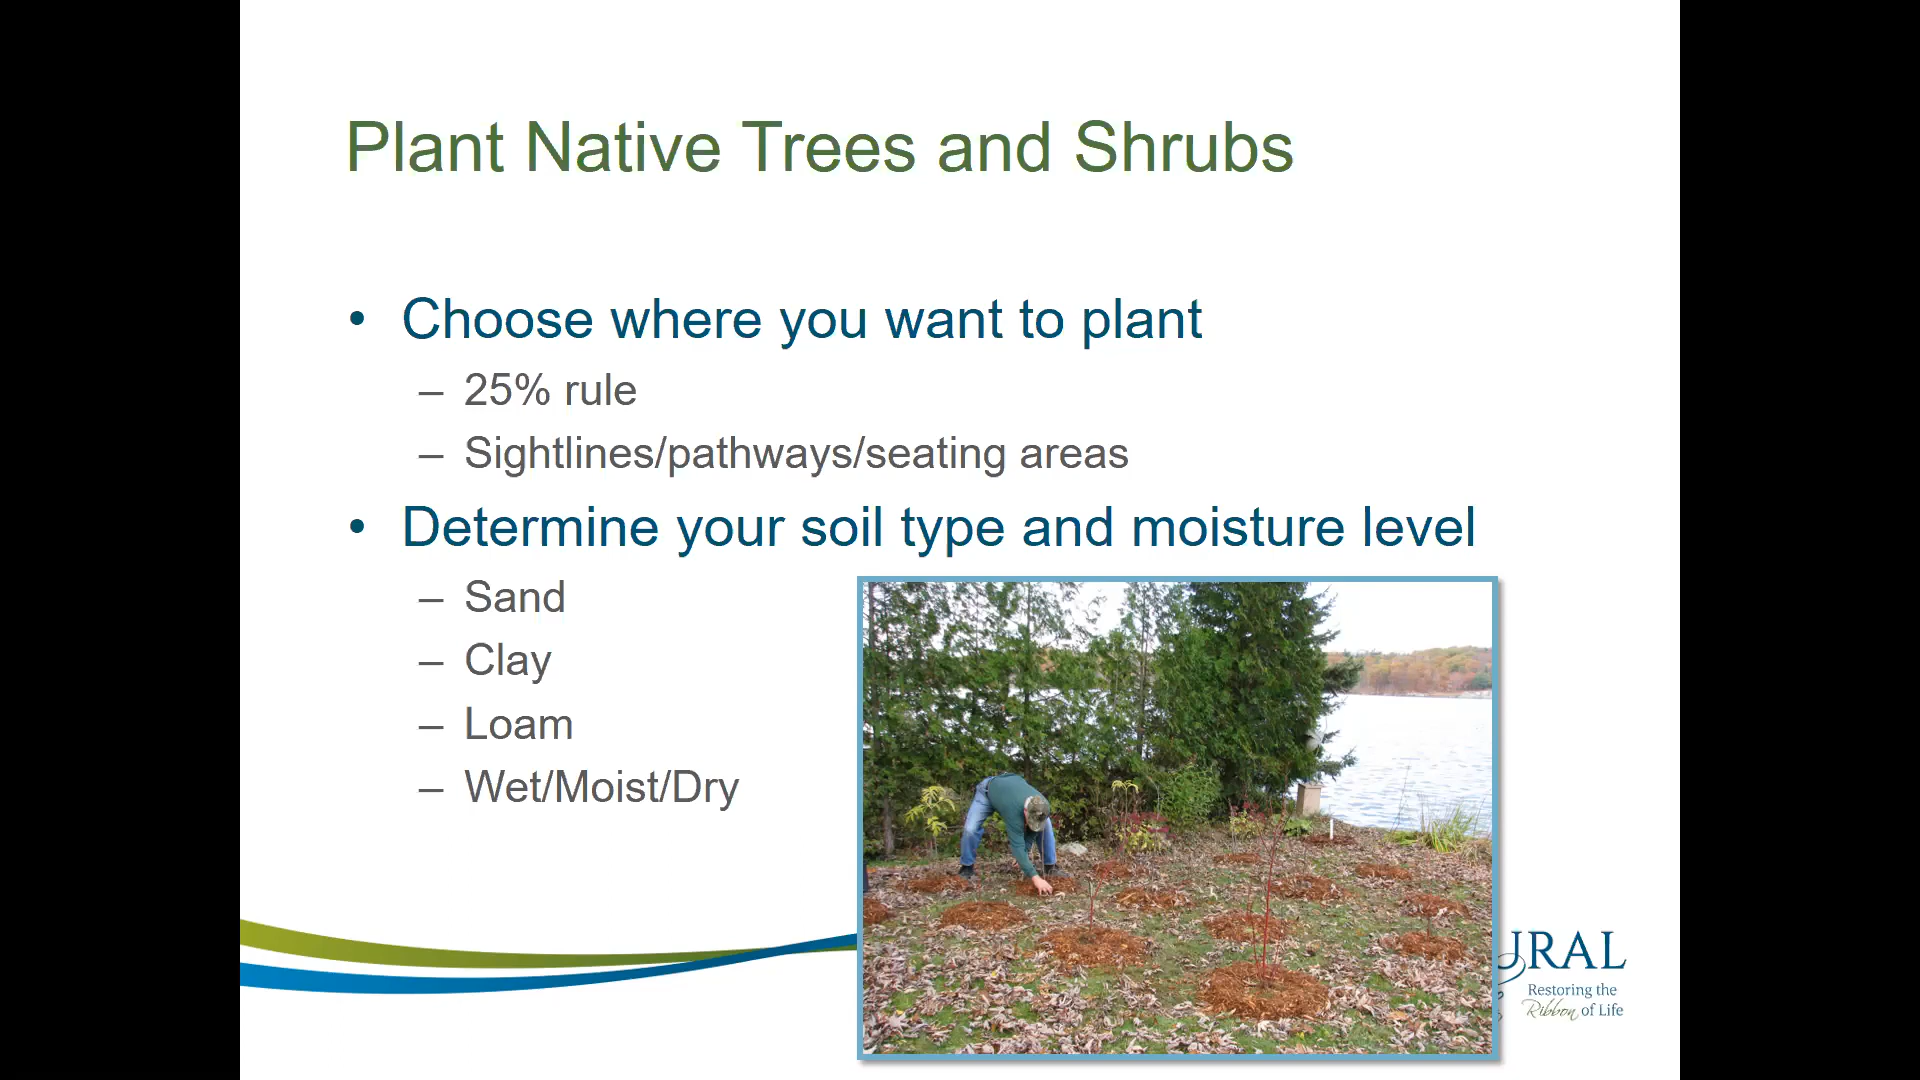 Plant Native Trees and Shrubs
• Choose where you want to plant
– 25% rule
– Sightlines/pathways/seating areas
• Determine your soil type and moisture level
– Sand
– Clay
– Loam
– Wet/Moist/Dry
URAL
Restoring the
Ribbon of Life